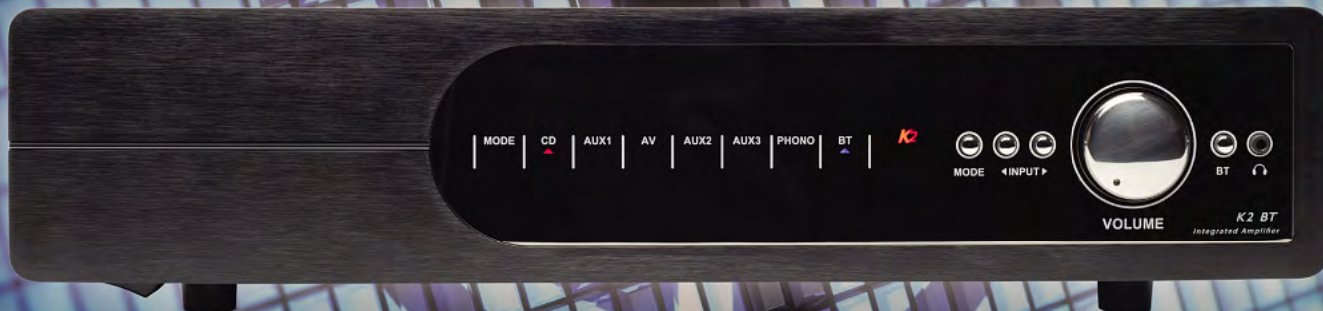 MODE CD AUX1 AV AUX2 AUX3 PHONO BT
K2
MODE ◀INPUT▶
VOLUME
BT
K2 BT
Integrated Amplifier